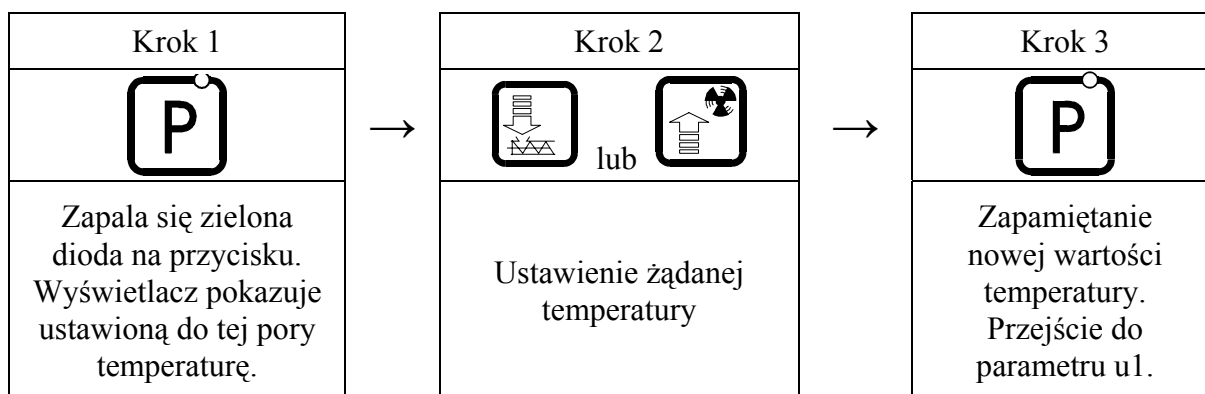 Krok 1
P
Zapala się zielona
dioda na przycisku.
Wyświetlacz pokazuje
ustawioną do tej pory
temperaturę.
Krok 2
lub
Ustawienie żądanej
temperatury
Krok 3
P
Zapamiętanie
nowej wartości
temperatury.
Przejście do
parametru u1.